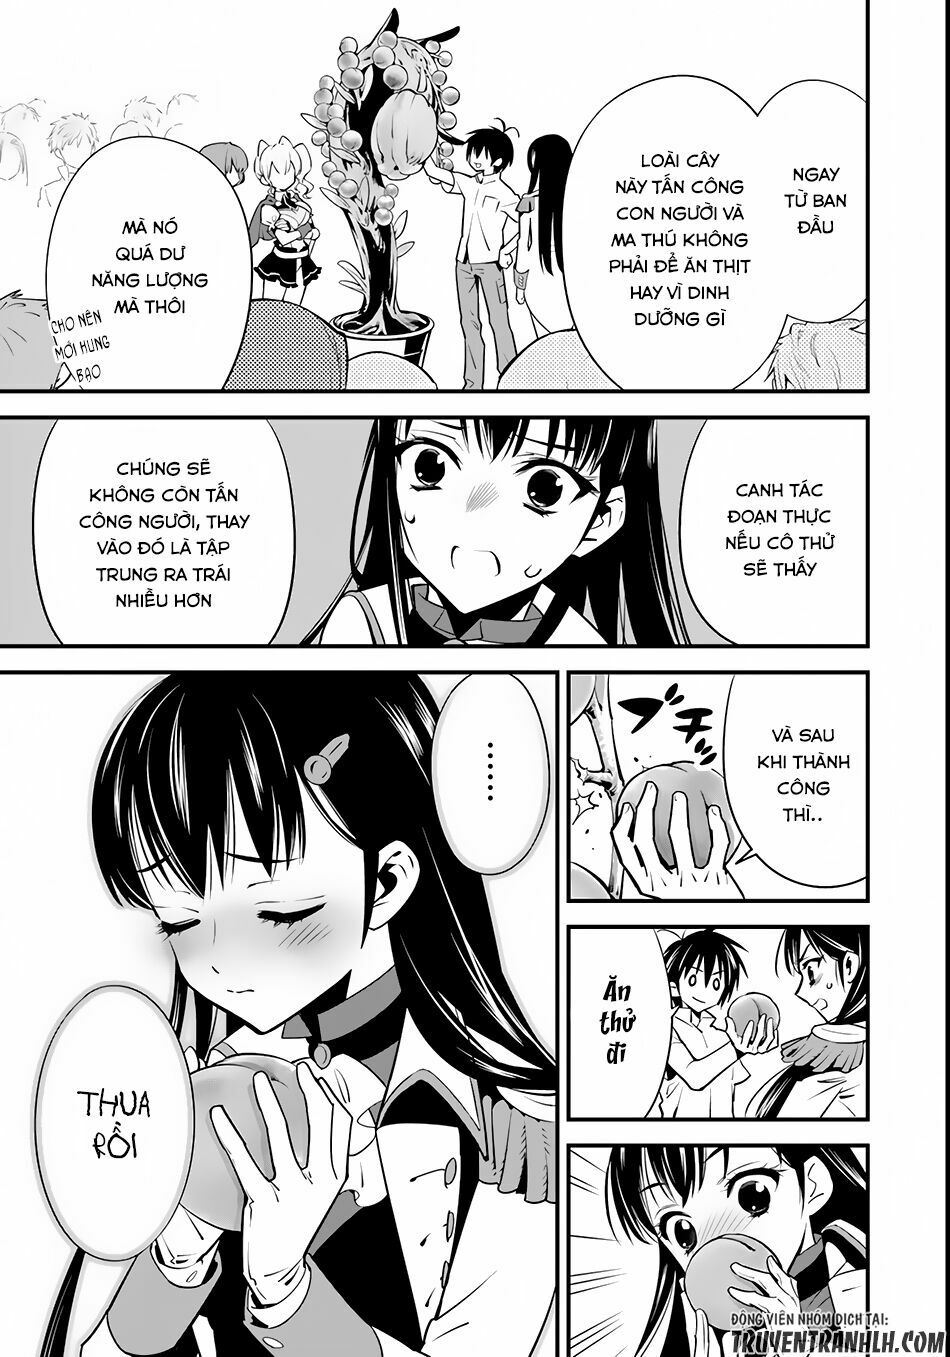 NGAY
TỪ BAN
ĐẦU
LOÀI CÂY
NÀY TẤN CÔNG
CON NGƯỜI VÀ
MA THÚ KHÔNG
PHẢI ĐỂ ĂN THỊT
HAY VÌ DINH
DƯỠNG GÌ
MÀ NÓ
QUÁ DƯ
NĂNG LƯỢNG
MÀ THÔI
CHO NÊN
MỚI HUNG
BẠO
CANH TÁC
ĐOẠN THỰC
NẾU CÔ THỬ
SẼ THẤY
CHÚNG SẼ
KHÔNG CÒN TẤN
CÔNG NGƯỜI, THAY
VÀO ĐÓ LÀ TẬP
TRUNG RA TRÁI
NHIỀU HƠN
VÀ SAU
KHI THÀNH
CÔNG
THÌ..
ブチッ
Ăn
thử
đi
......
THUA
RỒI
ĐỘNG VIÊN NHÓM DỊCH TẠI:
TRUYENTRANHLH.COM